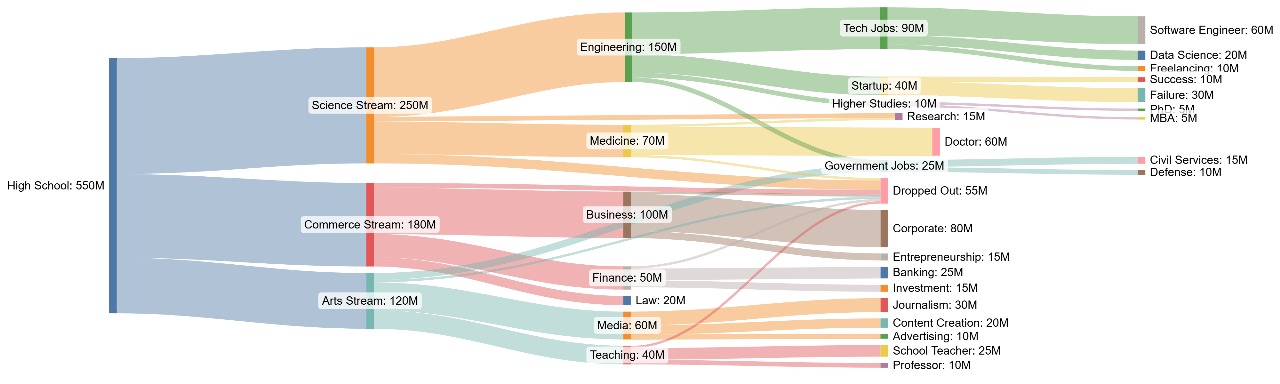 High School: 550M
Science Stream: 250M
Commerce Stream: 180M
Arts Stream: 120M
Engineering: 150M
Medicine: 70M
Business: 100M
Finance: 50M
Law: 20M
Media: 60M
Teaching: 40M
Tech Jobs: 90M
Startup: 40M
Higher Studies: 10M
Research: 15M
Doctor: 60M
Government Jobs: 25M
Dropped Out: 55M
Corporate: 80M
Entrepreneurship: 15M
Banking: 25M
Investment: 15M
Journalism: 30M
Content Creation: 20M
Advertising: 10M
School Teacher: 25M
Professor: 10M
Software Engineer: 60M
Data Science: 20M
Freelancing: 10M
Success: 10M
Failure: 30M
PhD: 5M
MBA: 5M
Civil Services: 15M
Defense: 10M